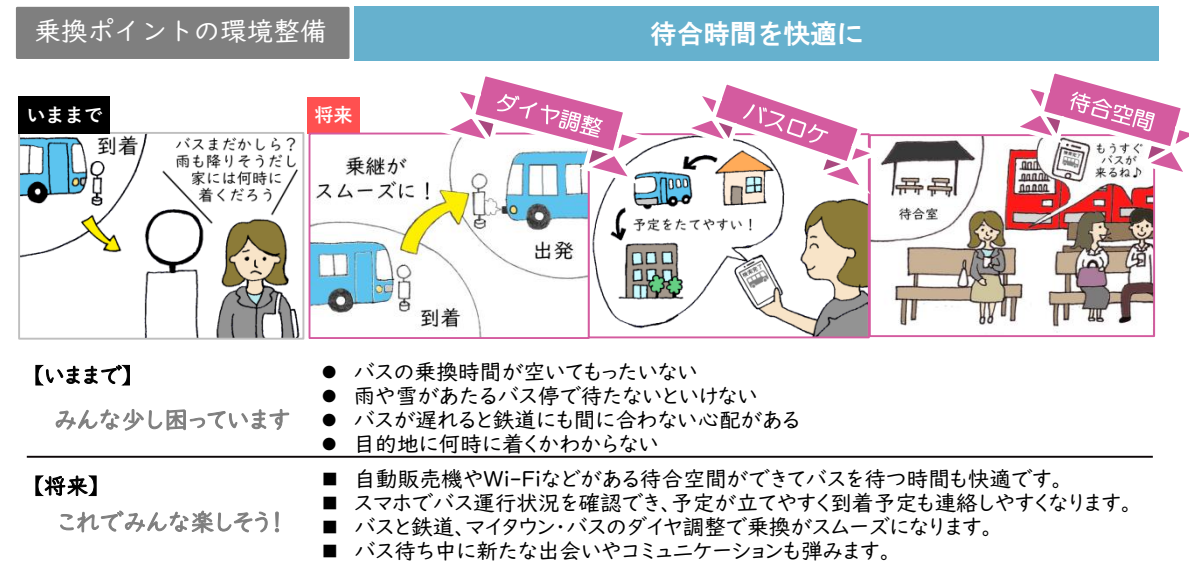 乗換ポイントの環境整備
待合時間を快適に
いままで
到着
バスまだかしら？
雨も降りそうだし
家には何時に
着くだろう
将来
ダイヤ調整
乗継が
スムーズに！
出発
到着
バスロケ
予定をたてやすい！
待合空間
待合室
もうすぐ
バスが
来るね♪
【いままで】
みんな少し困っています
● バスの乗換時間が空いてもったいない
● 雨や雪があたるバス停で待たないといけない
● バスが遅れると鉄道にも間に合わない心配がある
● 目的地に何時に着くかわからない
【将来】
これでみんな楽しそう！
■ 自動販売機やWi-Fiなどがある待合空間ができてバスを待つ時間も快適です。
■ スマホでバス運行状況を確認でき、予定が立てやすく到着予定も連絡しやすくなります。
■ バスと鉄道、マイタウン・バスのダイヤ調整で乗換がスムーズになります。
■ バス待ち中に新たな出会いやコミュニケーションも弾みます。